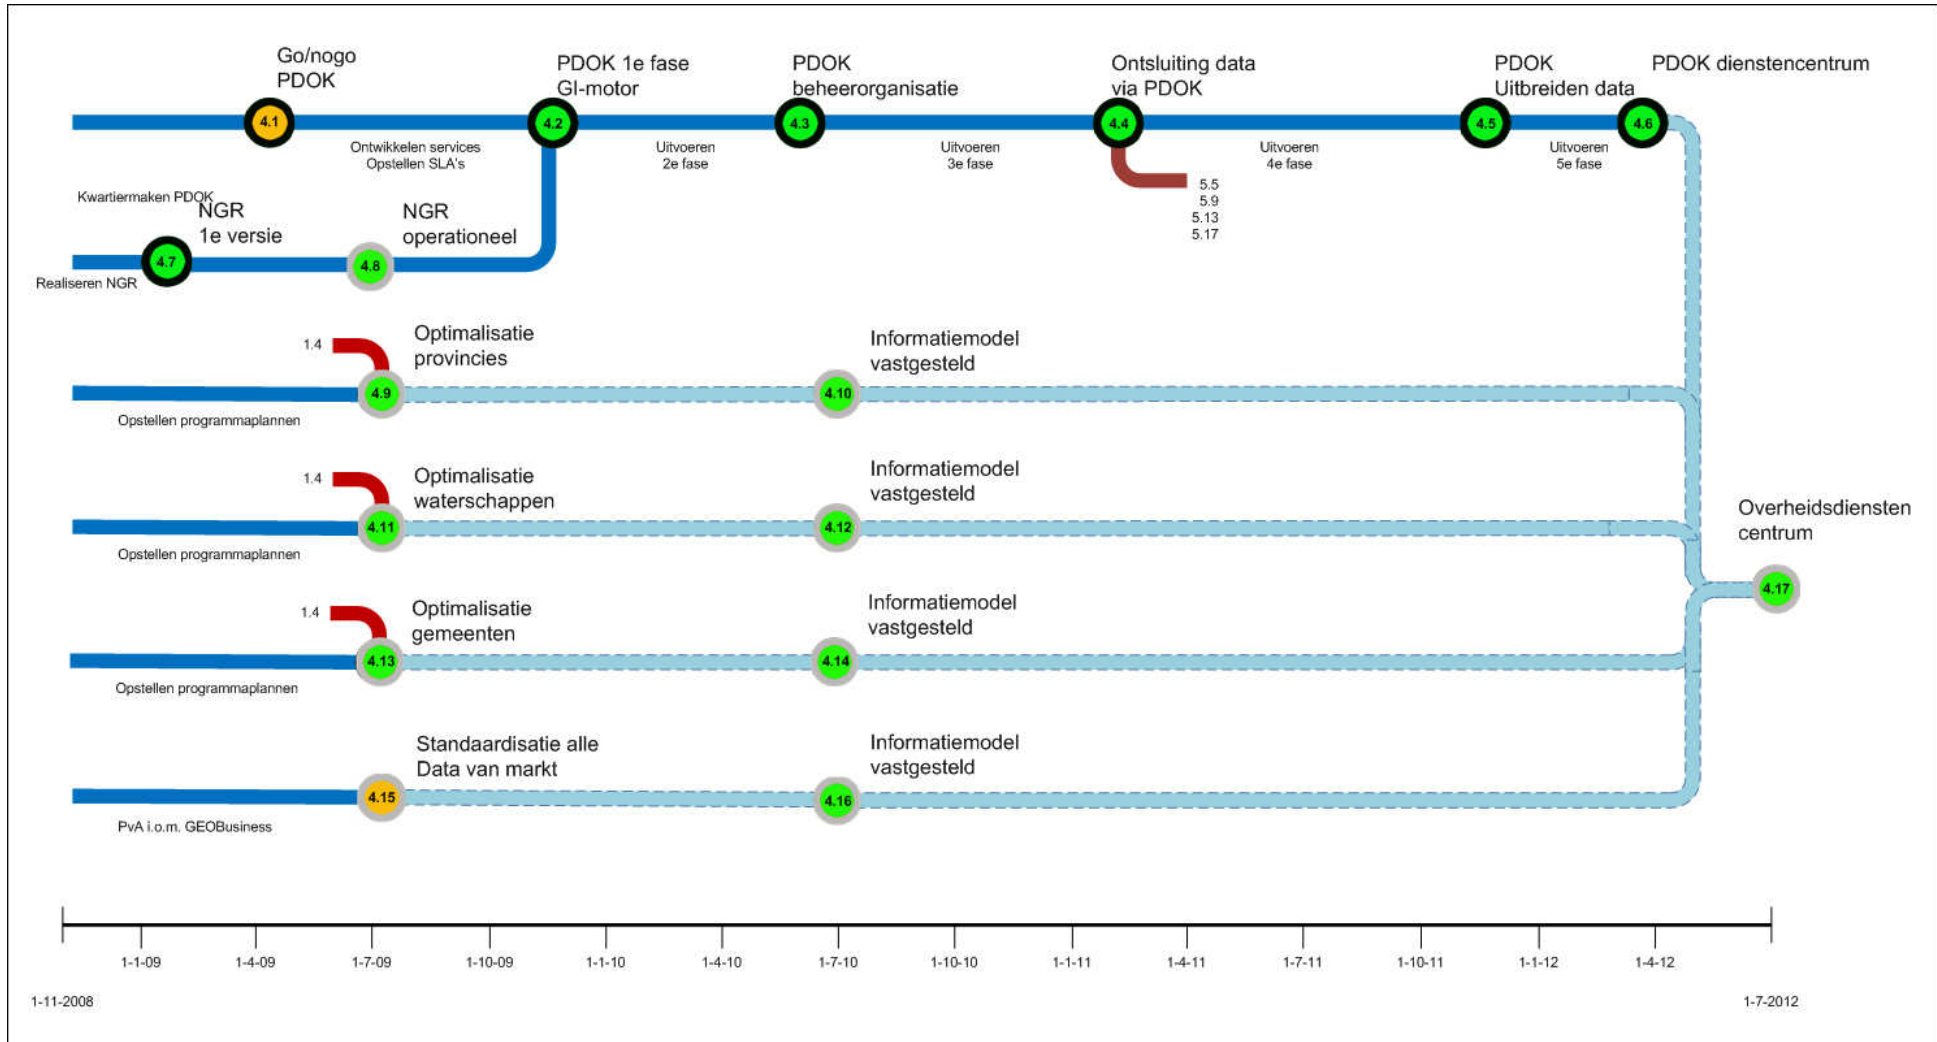 Go/nogo
PDOK
PDOK 1e fase
GI-motor
PDOK
beheerorganisatie
Ontsluiting data
via PDOK
PDOK
Uitbreiden data
PDOK dienstencentrum
4.1
4.2
4.3
4.4
4.5
4.6
Ontwikkelen services
Opstellen SLA's
Uitvoeren
2e fase
Uitvoeren
3e fase
Uitvoeren
4e fase
Uitvoeren
5e fase
5.5
5.9
5.13
5.17
Kwartiermaken PDOK
NGR
1e versie
NGR
operationeel
4.7
4.8
Realiseren NGR
1.4
Optimalisatie
provincies
Informatiemodel
vastgesteld
4.9
4.10
Opstellen programmaplannen
1.4
Optimalisatie
waterschappen
Informatiemodel
vastgesteld
4.11
4.12
Opstellen programmaplannen
Overheidsdiensten
centrum
4.17
1.4
Optimalisatie
gemeenten
Informatiemodel
vastgesteld
4.13
4.14
Opstellen programmaplannen
Standaardisatie alle
Data van markt
Informatiemodel
vastgesteld
4.15
4.16
PvA i.o.m. GEOBusiness
1-1-09
1-4-09
1-7-09
1-10-09
1-1-10
1-4-10
1-7-10
1-10-10
1-1-11
1-4-11
1-7-11
1-10-11
1-1-12
1-4-12
1-11-2008
1-7-2012